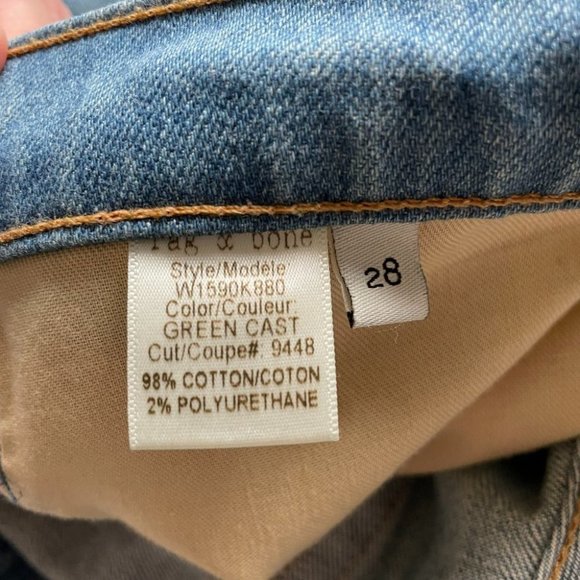 rag & bone
Style/Modèle
W1590K880
Color/Couleur:
GREEN CAST
Cut/Coupe#: 9448
98% COTTON/COTON
2% POLYURETHANE
28